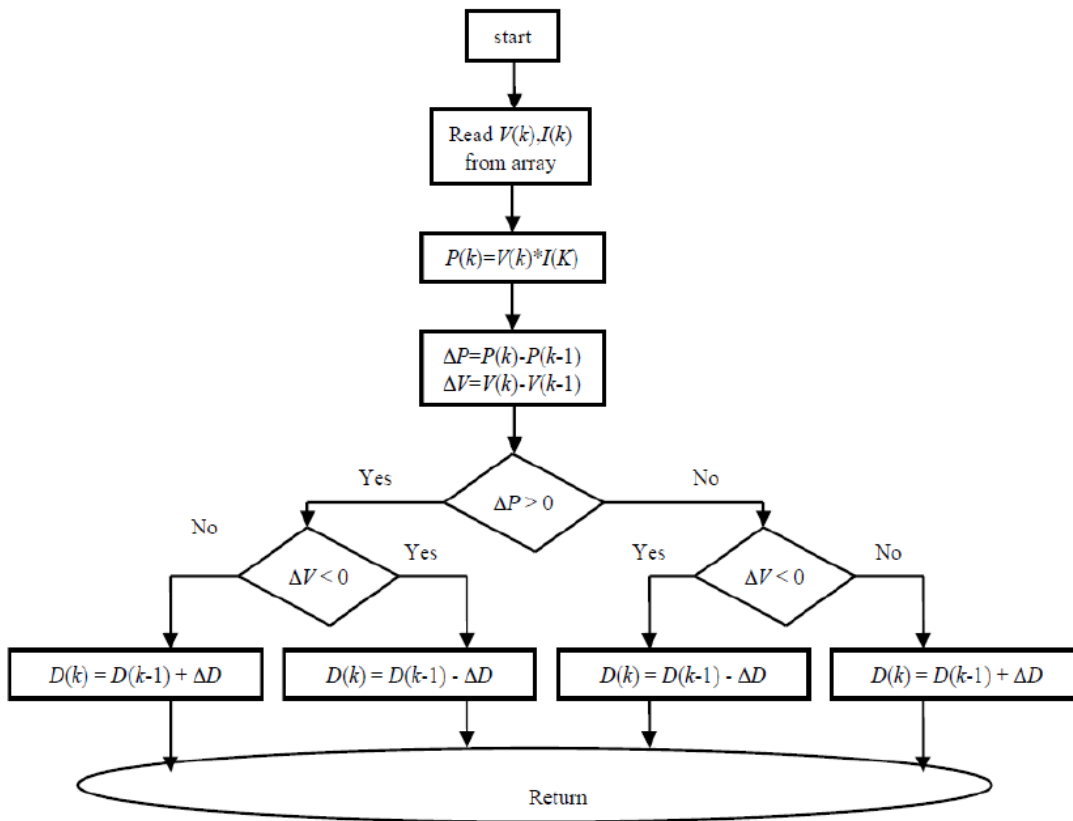 start
Read V(k),I(k)
from array
P(k)=V(k)*I(K)
ΔP=P(k)-P(k-1)
ΔV=V(k)-V(k-1)
Yes
No
ΔP > 0
No
Yes
Yes
No
ΔV < 0
ΔV < 0
D(k) = D(k-1) + ΔD
D(k) = D(k-1) - ΔD
D(k) = D(k-1) - ΔD
D(k) = D(k-1) + ΔD
Return